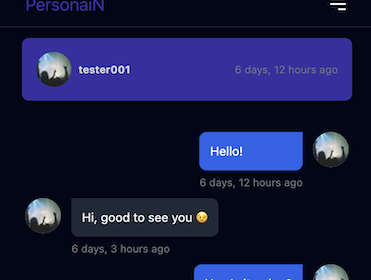 PersonaiN
tester001
6 days, 12 hours ago
Hello!
6 days, 12 hours ago
Hi, good to see you 😉
6 days, 3 hours ago